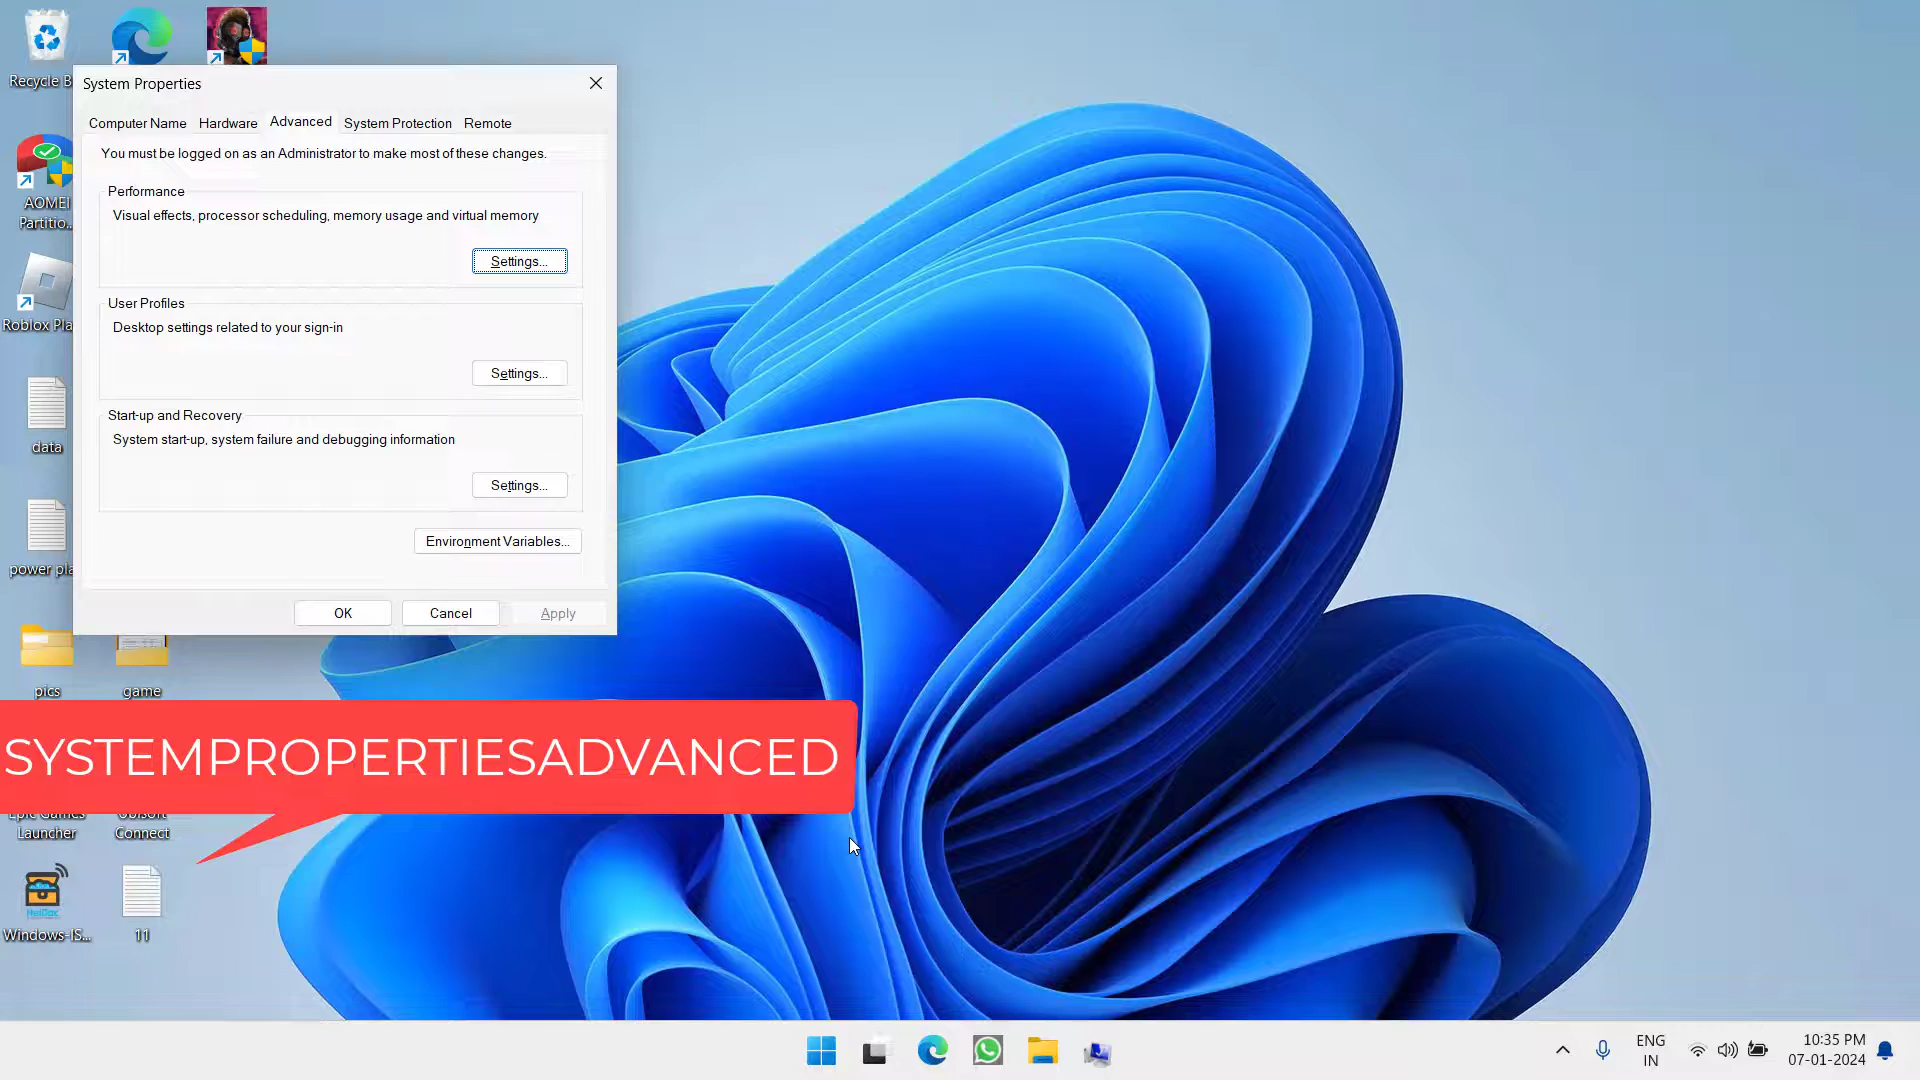 Recycle B
System Properties
Computer Name
Hardware
Advanced
System Protection
Remote
You must be logged on as an Administrator to make most of these changes.
Performance
Visual effects, processor scheduling, memory usage and virtual memory
Settings...
User Profiles
Desktop settings related to your sign-in
Settings...
Start-up and Recovery
System start-up, system failure and debugging information
Settings...
Environment Variables...
OK
Cancel
Apply
AOMEI
Partitio...
Roblox Pla
data
power pla
pics
game
SYSTEMPROPERTIESADVANCED
Epic Games
Launcher
Ubisoft
Connect
Windows-IS...
11
ENG
IN
10:35 PM
07-01-2024